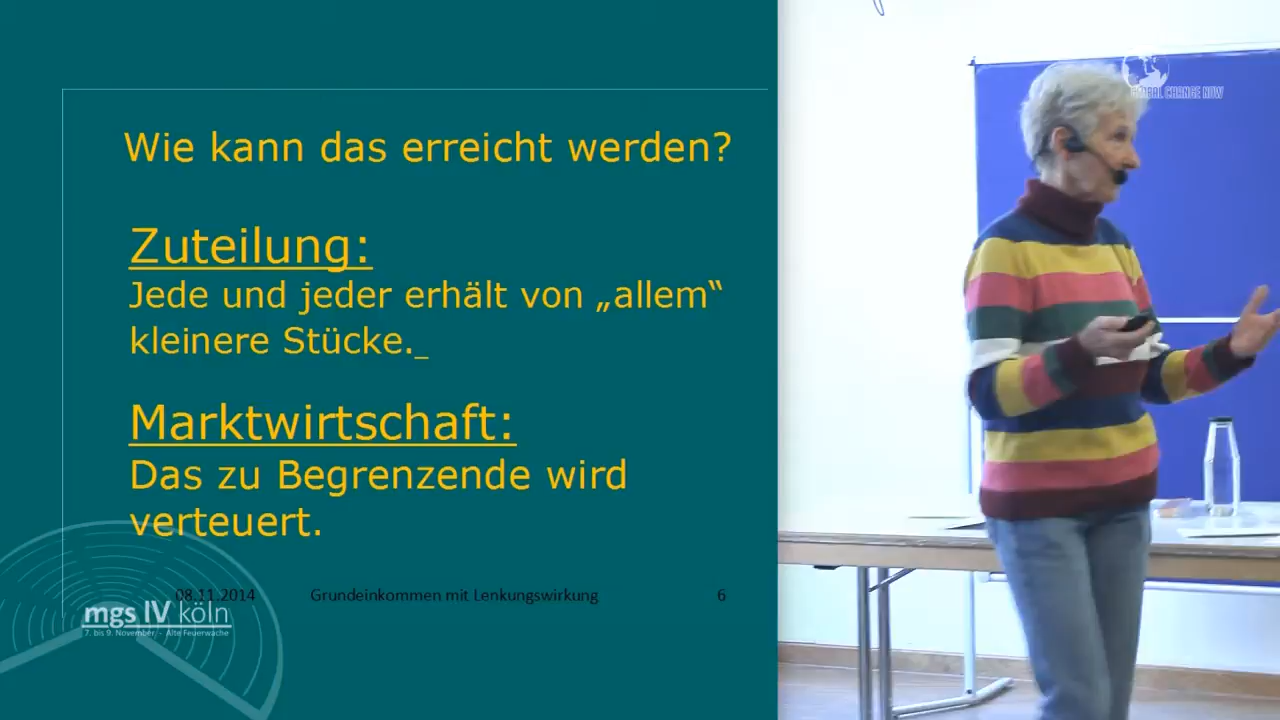 Wie kann das erreicht werden?
Zuteilung:
Jede und jeder erhält von „allem“
kleinere Stücke.
Marktwirtschaft:
Das zu Begrenzende wird
verteuert.
08.11.2014 Grundeinkommen mit Lenkungswirkung 6
mgs IV köln
7. bis 9. November - Alte Feuerwache
GLOBAL CHANGE NOW